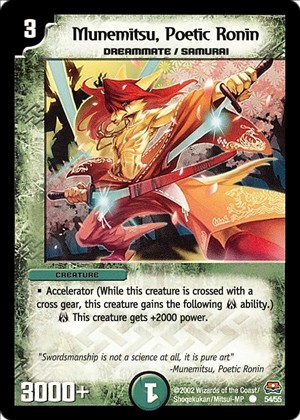 3
Munemitsu, Poetic Ronin
DREAMMATE / SAMURAI
CREATURE
▪ Accelerator (While this creature is crossed with a
cross gear, this creature gains the following ability.)
This creature gets +2000 power.
"Swordsmanship is not a science at all, it is pure art"
-Munemitsu, Poetic Ronin
3000+
1
©2002 Wizards of the Coast/
Shogakukan/Mitsui-MP
54/55